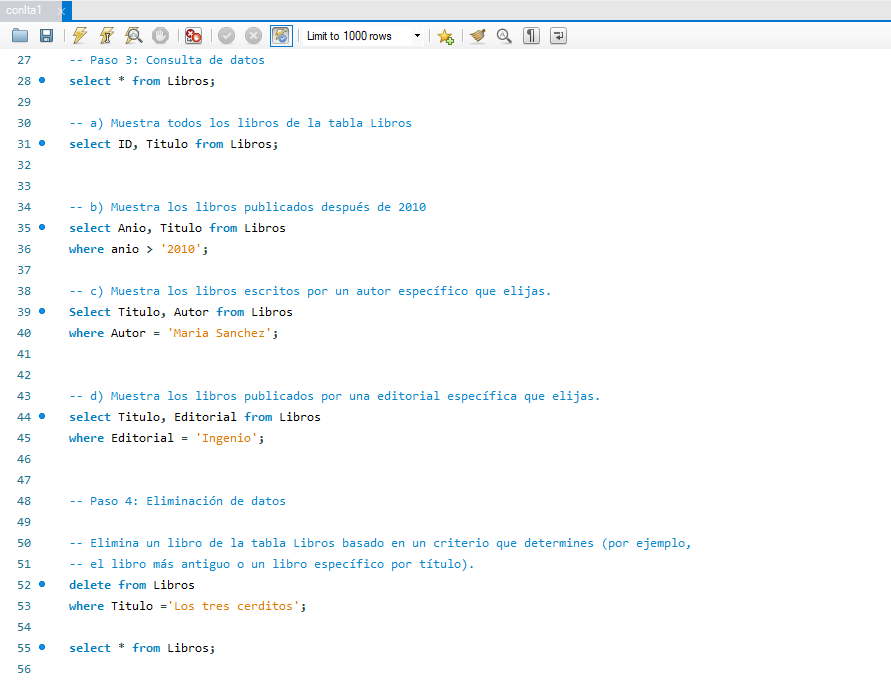 conlta1 x
Limit to 1000 rows
27 -- Paso 3: Consulta de datos
28 select * from Libros;
29
30 -- a) Muestra todos los libros de la tabla Libros
31 select ID, Titulo from Libros;
32
33
34 -- b) Muestra los libros publicados después de 2010
35 select Anio, Titulo from Libros
36 where anio > '2010';
37
38 -- c) Muestra los libros escritos por un autor específico que elijas.
39 Select Titulo, Autor from Libros
40 where Autor = 'Maria Sanchez';
41
42
43 -- d) Muestra los libros publicados por una editorial específica que elijas.
44 select Titulo, Editorial from Libros
45 where Editorial = 'Ingenio';
46
47
48 -- Paso 4: Eliminación de datos
49
50 -- Elimina un libro de la tabla Libros basado en un criterio que determines (por ejemplo,
51 -- el libro más antiguo o un libro específico por título).
52 delete from Libros
53 where Titulo ='Los tres cerditos';
54
55 select * from Libros;
56